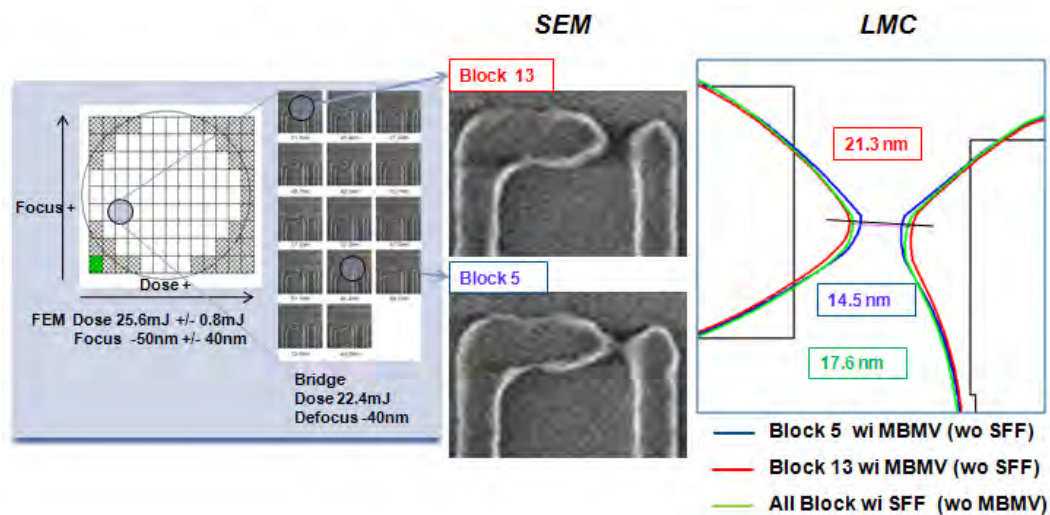 SEM
LMC
Block 13
21.3 nm
Focus +
Dose +
Block 5
14.5 nm
FEM Dose 25.6mJ +/- 0.8mJ
Focus -50nm +/- 40nm
17.6 nm
Bridge
Dose 22.4mJ
Defocus -40nm
Block 5 wi MBMV (wo SFF)
Block 13 wi MBMV (wo SFF)
All Block wi SFF (wo MBMV)